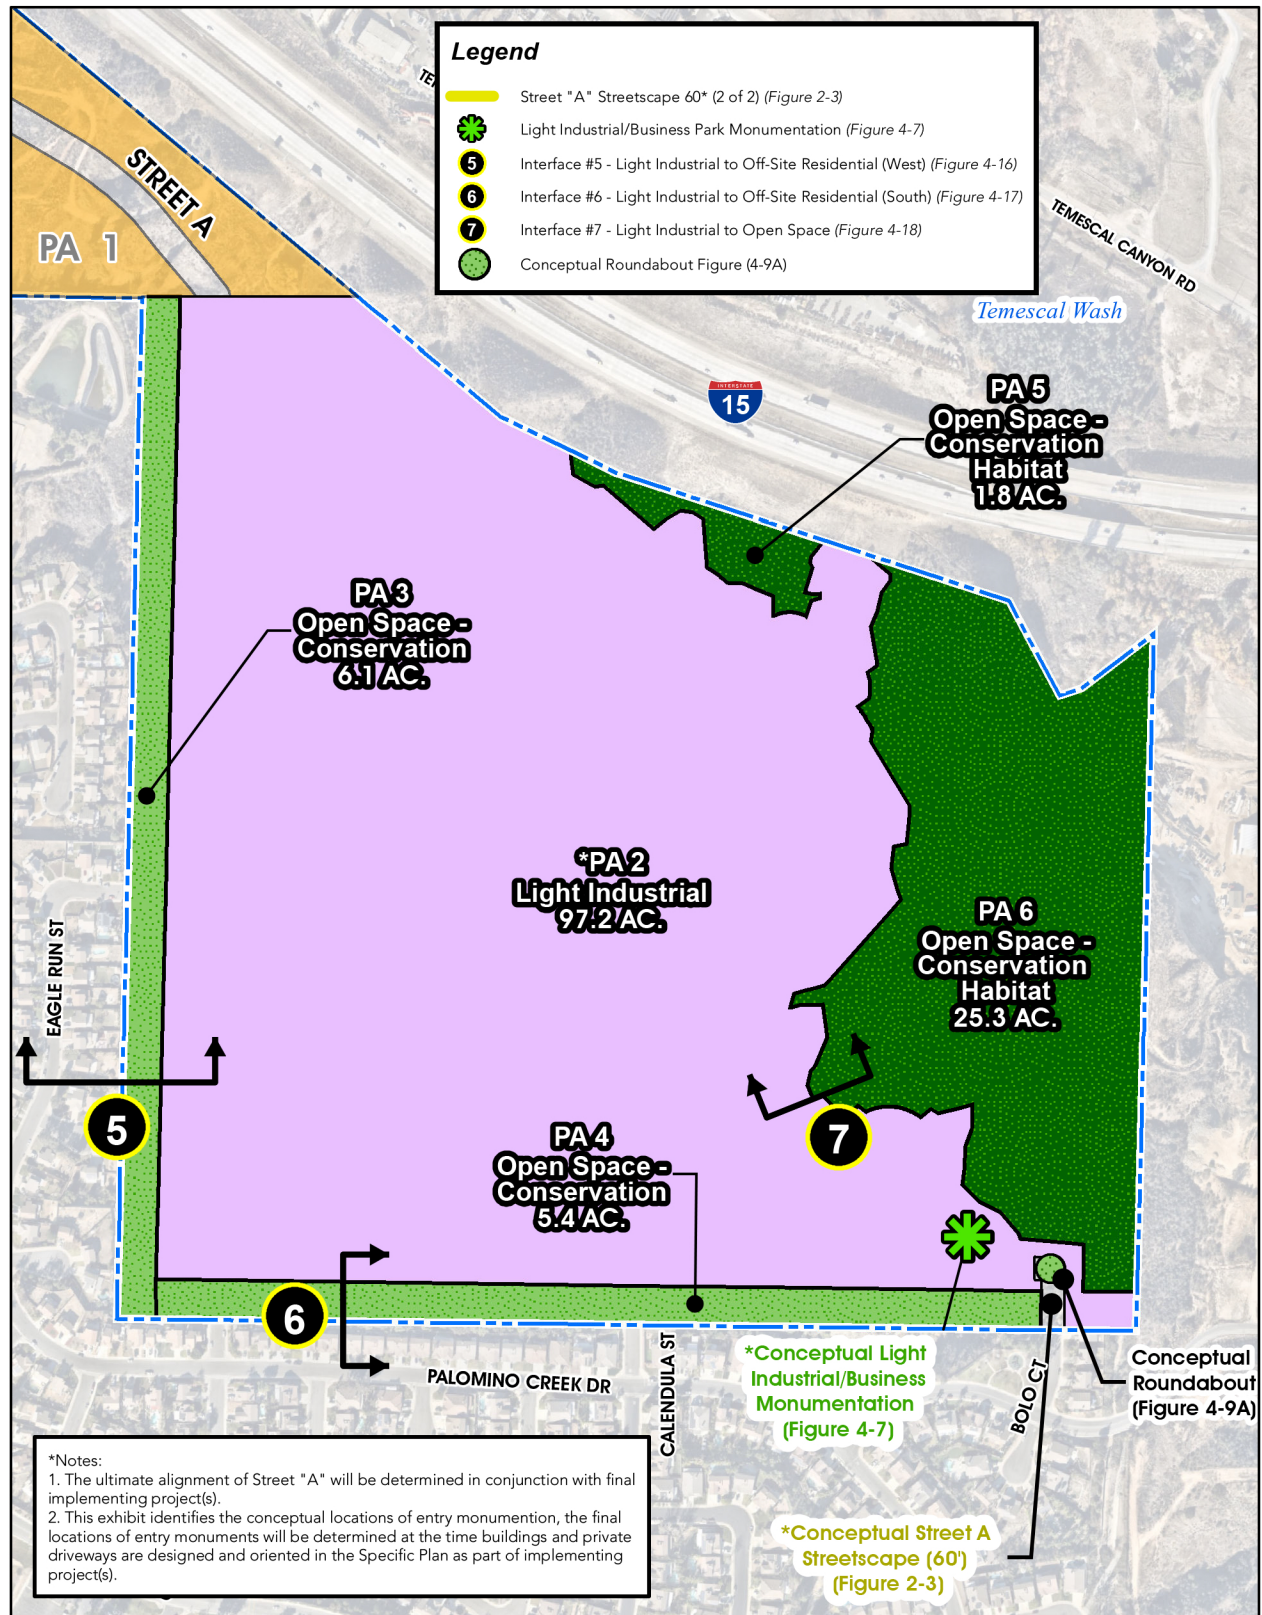 Legend
Street "A" Streetscape 60* (2 of 2) (Figure 2-3)
Light Industrial/Business Park Monumentation (Figure 4-7)
5 Interface #5 - Light Industrial to Off-Site Residential (West) (Figure 4-16)
6 Interface #6 - Light Industrial to Off-Site Residential (South) (Figure 4-17)
7 Interface #7 - Light Industrial to Open Space (Figure 4-18)
Conceptual Roundabout Figure (4-9A)
STREET A
PA 1
TEMESCAL CANYON RD
Temescal Wash
INTERSTATE
15
PA 5
Open Space -
Conservation
Habitat
1.8 AC.
PA 3
Open Space -
Conservation
6.1 AC.
*PA 2
Light Industrial
97.2 AC.
PA 6
Open Space -
Conservation
Habitat
25.3 AC.
EAGLE RUN ST
5
7
PA 4
Open Space -
Conservation
5.4 AC.
6
PALOMINO CREEK DR
CALENDULA ST
*Conceptual Light
Industrial/Business
Monumentation
(Figure 4-7)
BOLO CT
Conceptual
Roundabout
(Figure 4-9A)
*Conceptual Street A
Streetscape (60')
(Figure 2-3)
*Notes:
1. The ultimate alignment of Street "A" will be determined in conjunction with final
implementing project(s).
2. This exhibit identifies the conceptual locations of entry monumention, the final
locations of entry monuments will be determined at the time buildings and private
driveways are designed and oriented in the Specific Plan as part of implementing
project(s).